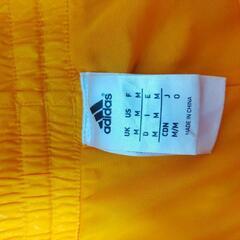 adidas
UK US F
M M M
D I E
M M M
CDN J
M/M O
MADE IN CHINA